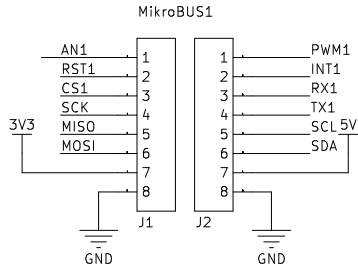 MikroBUS1
AN1 1 1 PWM1
RST1 2 2 INT1
CS1 3 3 RX1
SCK 4 4 TX1
3V3 MISO 5 5 SCL 5V
MOSI 6 6 SDA
7 7
8 8
J1 J2
GND GND